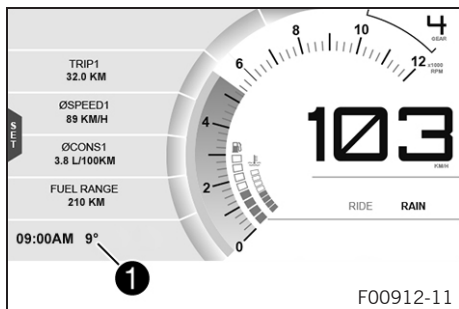 TRIP1
32.0 KM
ØSPEED1
89 KM/H
ØCONS1
3.8 L/100KM
FUEL RANGE
210 KM
SET
09:00AM 9°
1
0
2
4
6
8
10
12 x1000
RPM
4
GEAR
103
KM/H
RIDE RAIN
F00912-11